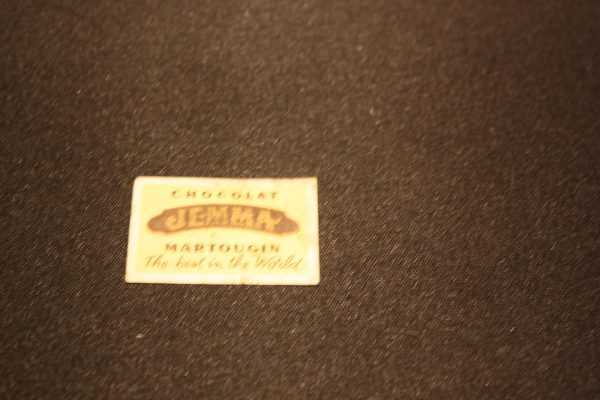 CHOCOLAT
JEMMA
MARTOUGIN
The best in the World